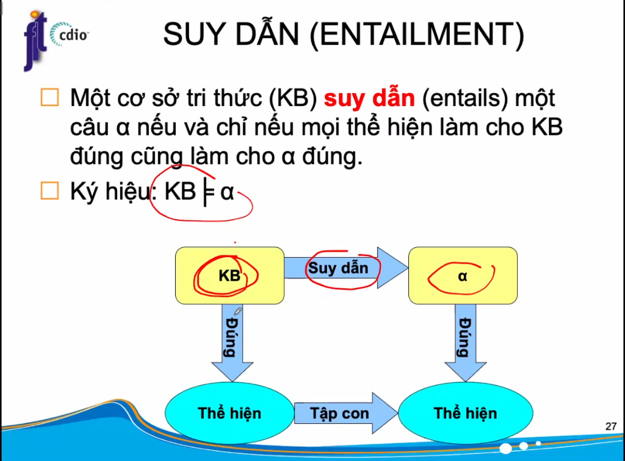 fit
cdio
SUY DẪN (ENTAILMENT)
Một cơ sở tri thức (KB) suy dẫn (entails) một
câu α nếu và chỉ nếu mọi thể hiện làm cho KB
đúng cũng làm cho α đúng.
Ký hiệu: KB ⊨ α
KB
Suy dẫn
α
Đúng
Đúng
Thể hiện
Tập con
Thể hiện
27